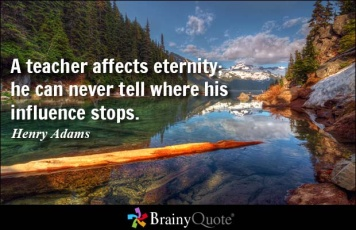 A teacher affects eternity;
he can never tell where his
influence stops.
Henry Adams
BrainyQuote®